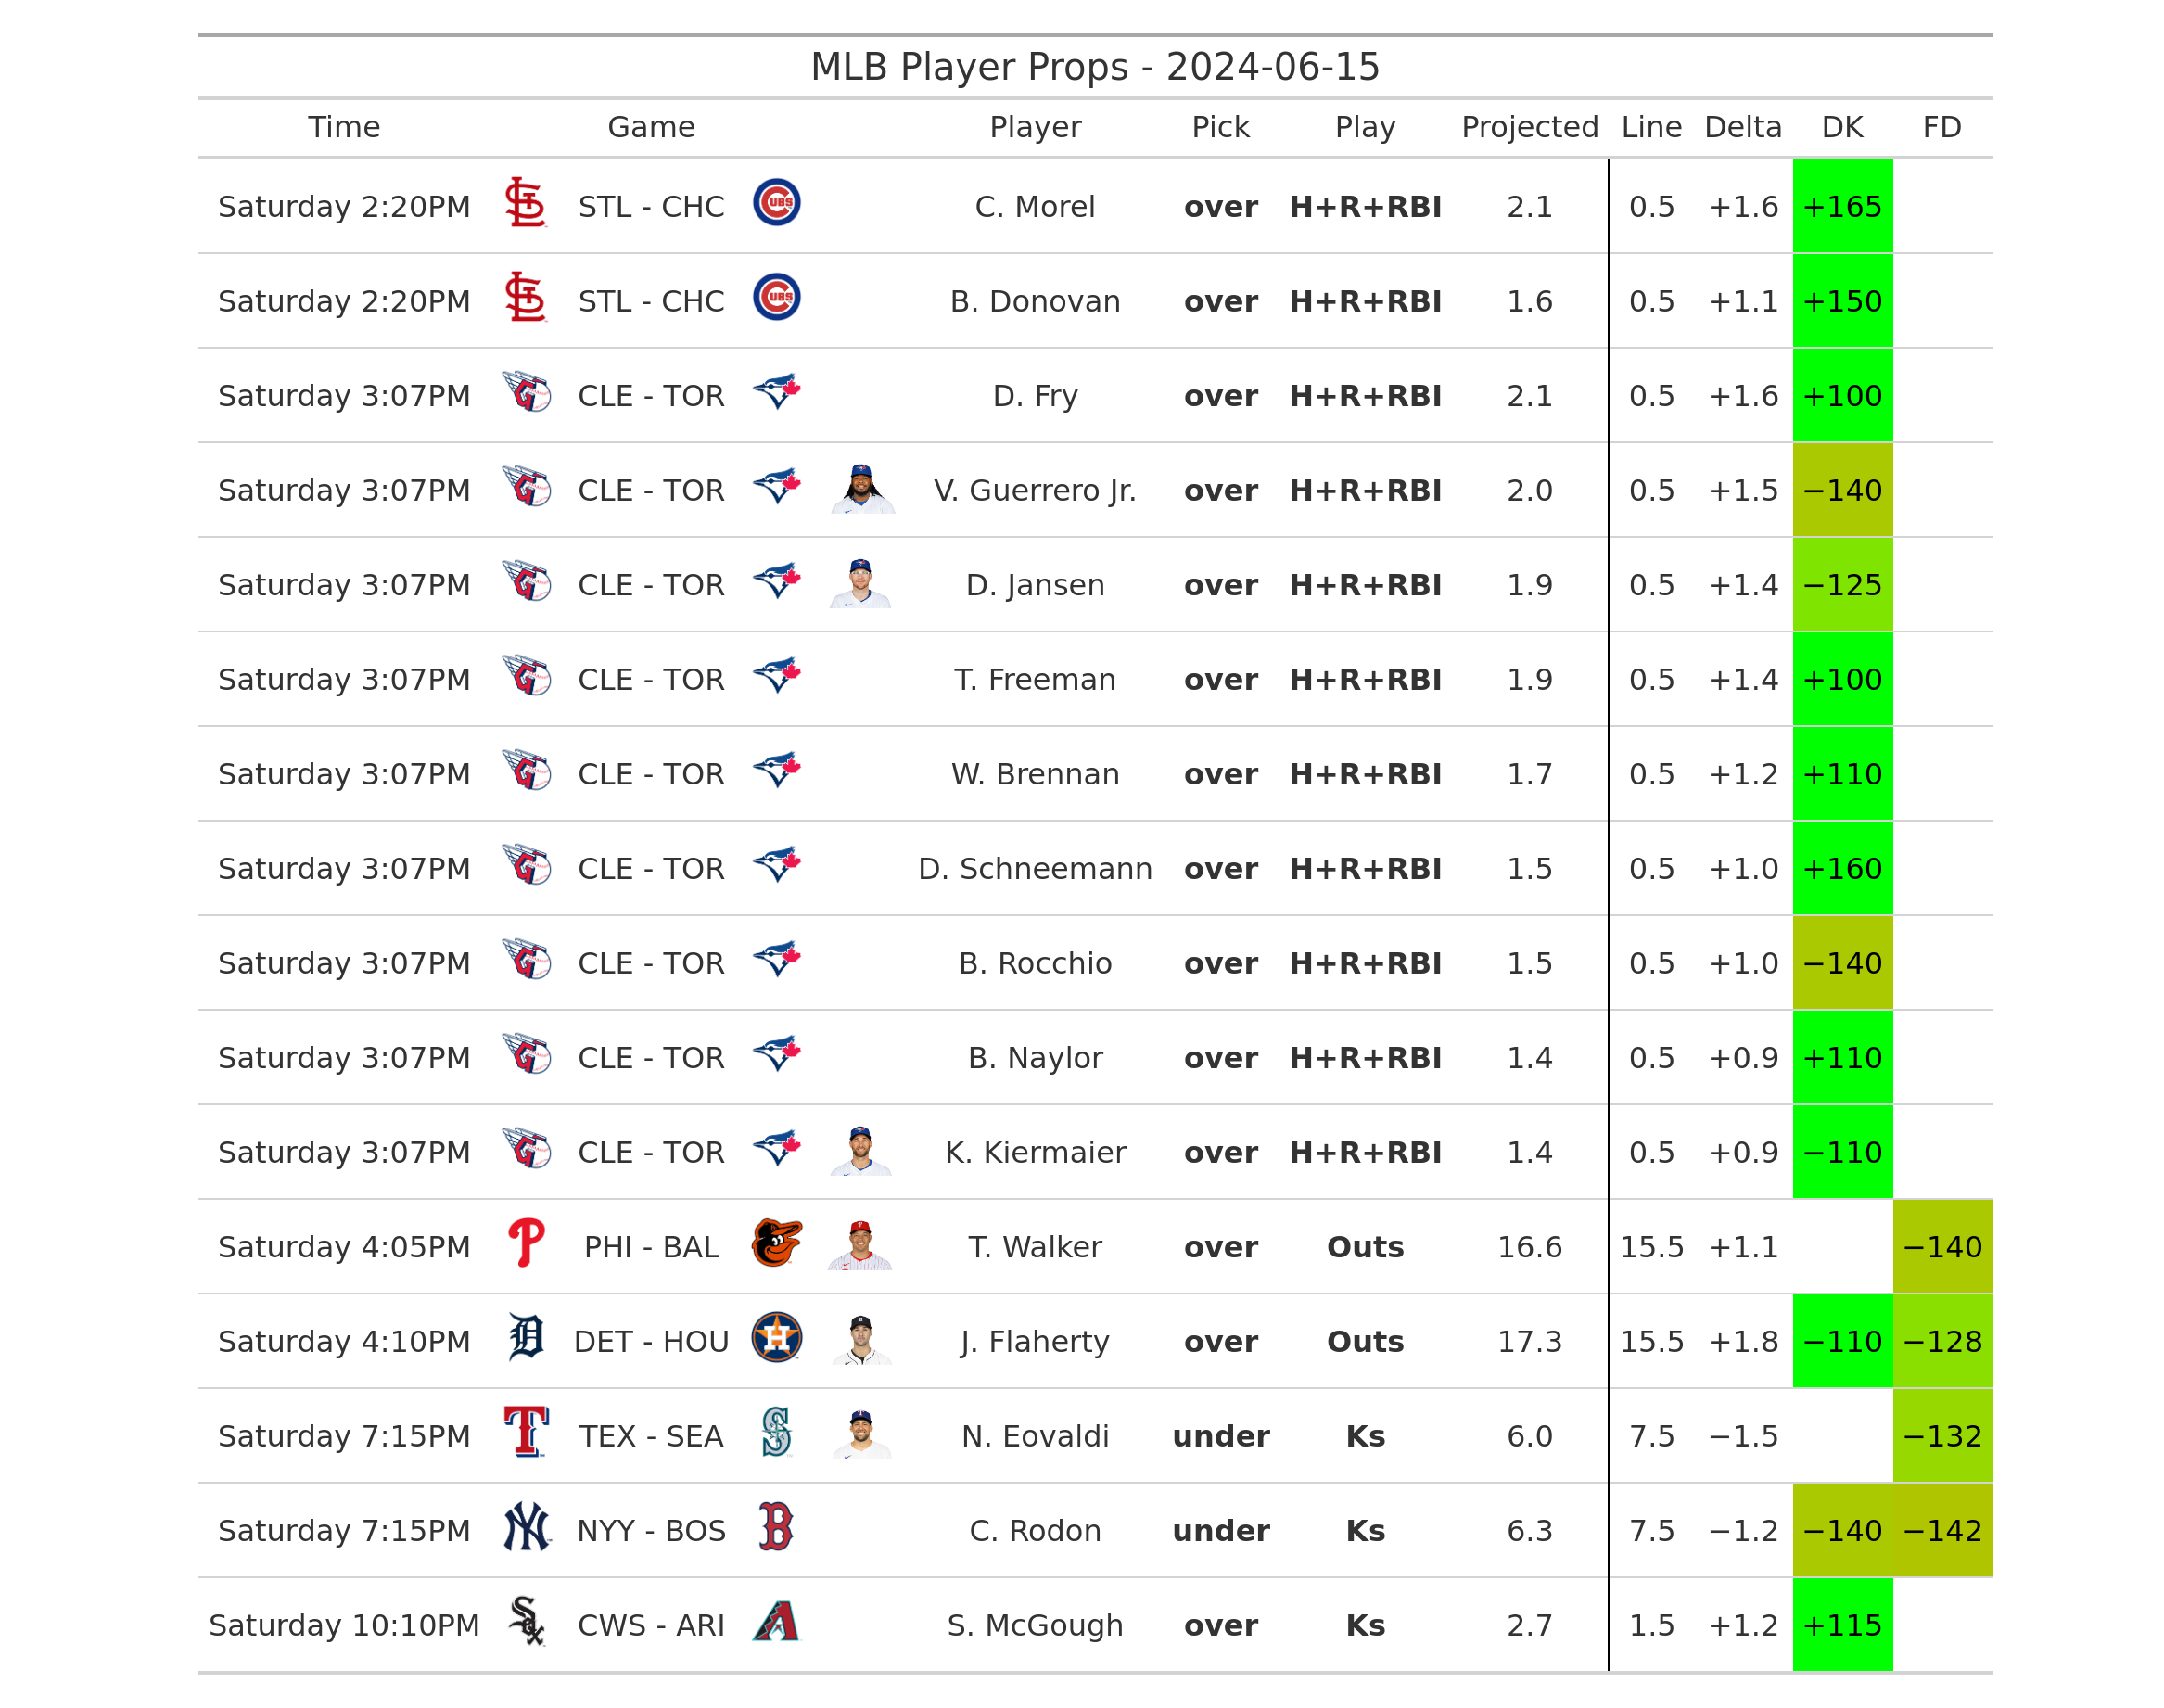 MLB Player Props - 2024-06-15
Time Game Player Pick Play Projected Line Delta DK FD
Saturday 2:20PM STL - CHC C. Morel over H+R+RBI 2.1 0.5 +1.6 +165
Saturday 2:20PM STL - CHC B. Donovan over H+R+RBI 1.6 0.5 +1.1 +150
Saturday 3:07PM CLE - TOR D. Fry over H+R+RBI 2.1 0.5 +1.6 +100
Saturday 3:07PM CLE - TOR V. Guerrero Jr. over H+R+RBI 2.0 0.5 +1.5 −140
Saturday 3:07PM CLE - TOR D. Jansen over H+R+RBI 1.9 0.5 +1.4 −125
Saturday 3:07PM CLE - TOR T. Freeman over H+R+RBI 1.9 0.5 +1.4 +100
Saturday 3:07PM CLE - TOR W. Brennan over H+R+RBI 1.7 0.5 +1.2 +110
Saturday 3:07PM CLE - TOR D. Schneemann over H+R+RBI 1.5 0.5 +1.0 +160
Saturday 3:07PM CLE - TOR B. Rocchio over H+R+RBI 1.5 0.5 +1.0 −140
Saturday 3:07PM CLE - TOR B. Naylor over H+R+RBI 1.4 0.5 +0.9 +110
Saturday 3:07PM CLE - TOR K. Kiermaier over H+R+RBI 1.4 0.5 +0.9 −110
Saturday 4:05PM PHI - BAL T. Walker over Outs 16.6 15.5 +1.1 −140
Saturday 4:10PM DET - HOU J. Flaherty over Outs 17.3 15.5 +1.8 −110 −128
Saturday 7:15PM TEX - SEA N. Eovaldi under Ks 6.0 7.5 −1.5 −132
Saturday 7:15PM NYY - BOS C. Rodon under Ks 6.3 7.5 −1.2 −140 −142
Saturday 10:10PM CWS - ARI S. McGough over Ks 2.7 1.5 +1.2 +115